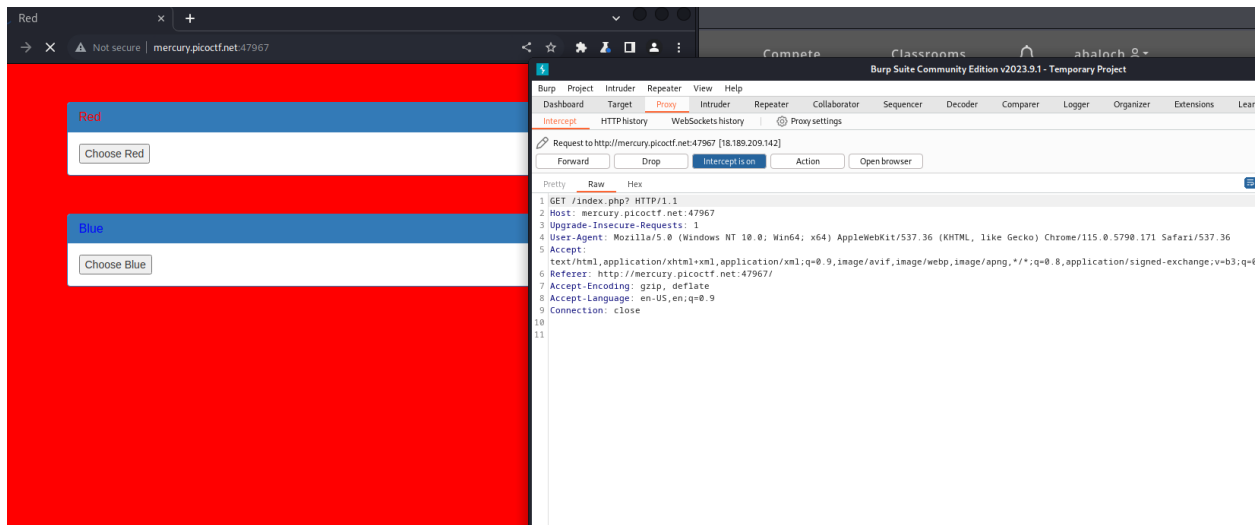 Red × +
Not secure mercury.picoctf.net:47967
Red
Choose Red
Blue
Choose Blue
Compete Classrooms abaloch
Burp Suite Community Edition v2023.9.1 - Temporary Project
Burp Project Intruder Repeater View Help
Dashboard Target Proxy Intruder Repeater Collaborator Sequencer Decoder Comparer Logger Organizer Extensions Lear
Intercept HTTP history WebSockets history Proxy settings
Request to http://mercury.picoctf.net:47967 [18.189.209.142]
Forward Drop Intercept is on Action Open browser
Pretty Raw Hex
1 GET /index.php? HTTP/1.1
2 Host: mercury.picoctf.net:47967
3 Upgrade-Insecure-Requests: 1
4 User-Agent: Mozilla/5.0 (Windows NT 10.0; Win64; x64) AppleWebKit/537.36 (KHTML, like Gecko) Chrome/115.0.5790.171 Safari/537.36
5 Accept:
text/html,application/xhtml+xml,application/xml;q=0.9,image/avif,image/webp,image/apng,*/*;q=0.8,application/signed-exchange;v=b3;q=0
6 Referer: http://mercury.picoctf.net:47967/
7 Accept-Encoding: gzip, deflate
8 Accept-Language: en-US,en;q=0.9
9 Connection: close
10
11